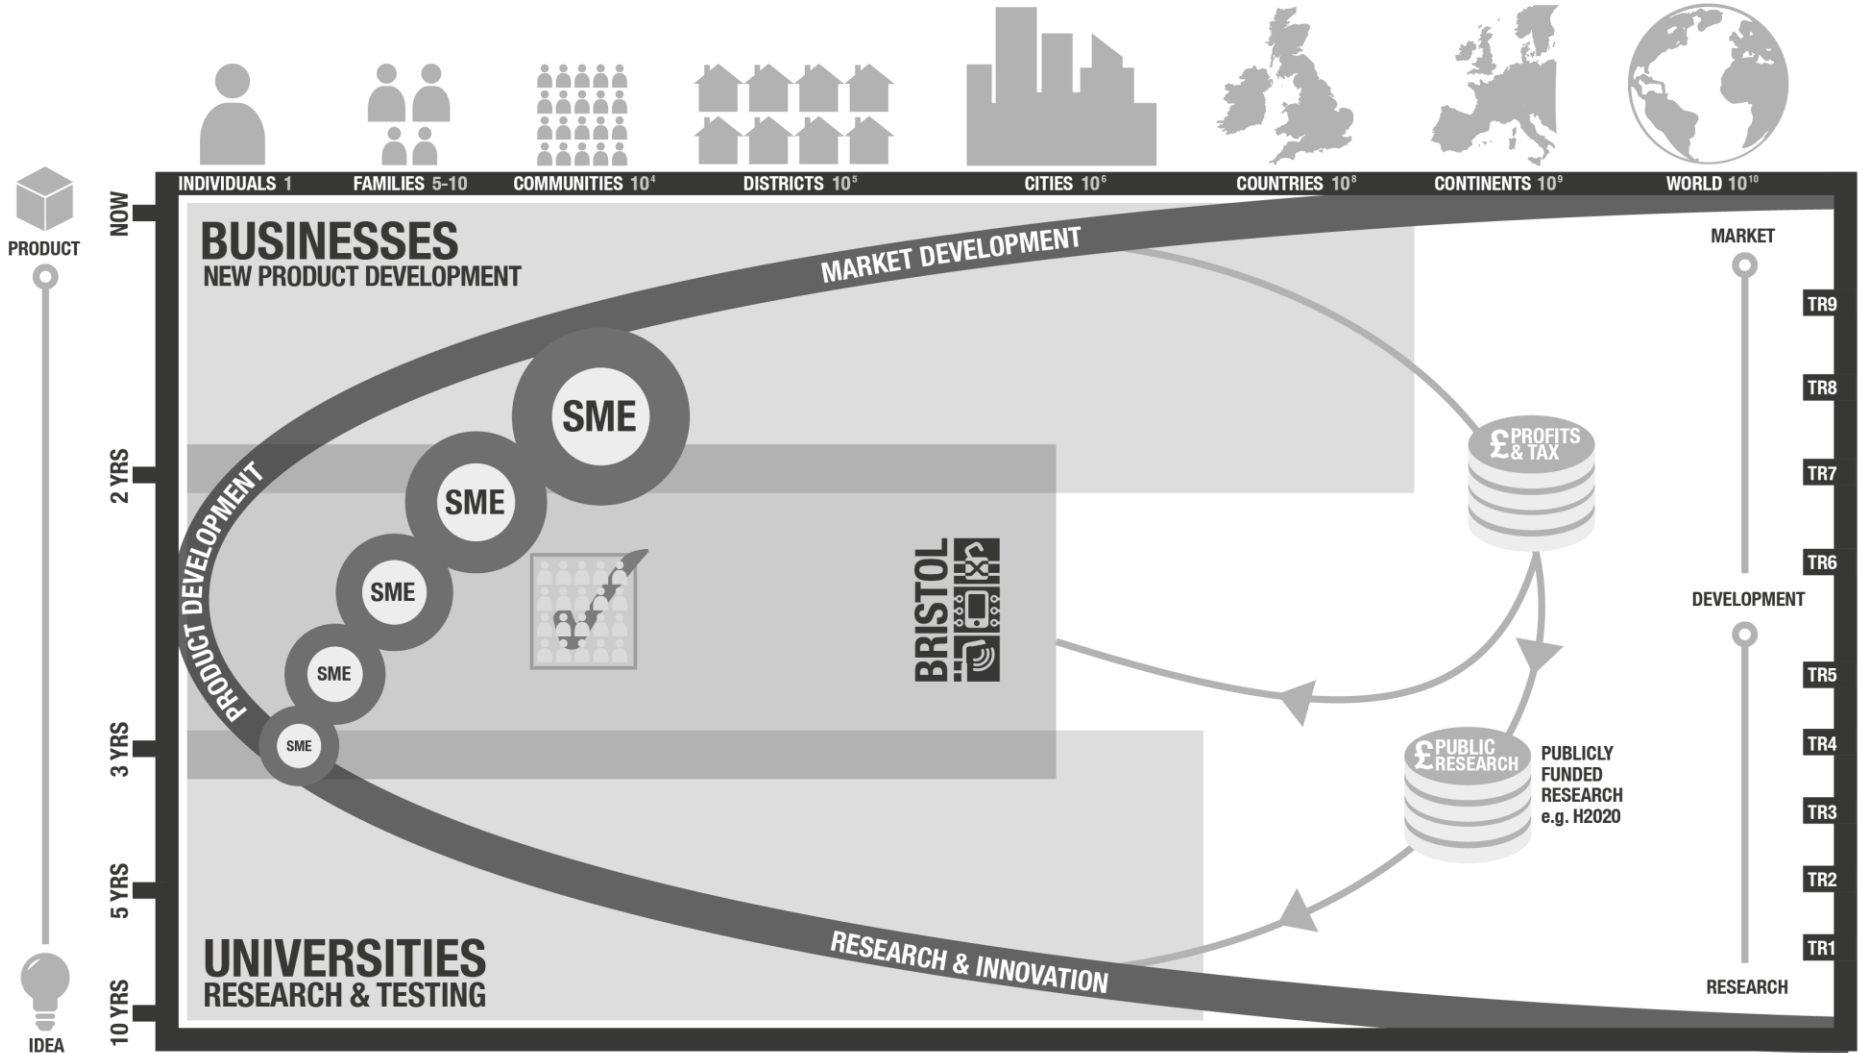 INDIVIDUALS 1
FAMILIES 5-10
COMMUNITIES 10⁴
DISTRICTS 10⁵
CITIES 10⁶
COUNTRIES 10⁸
CONTINENTS 10⁹
WORLD 10¹⁰
PRODUCT
IDEA
NOW
2 YRS
3 YRS
5 YRS
10 YRS
BUSINESSES
NEW PRODUCT DEVELOPMENT
MARKET DEVELOPMENT
PRODUCT DEVELOPMENT
SME
SME
SME
SME
SME
BRISTOL
UNIVERSITIES
RESEARCH & TESTING
RESEARCH & INNOVATION
£ PROFITS
& TAX
£ PUBLIC
RESEARCH
PUBLICLY
FUNDED
RESEARCH
e.g. H2020
MARKET
DEVELOPMENT
RESEARCH
TR9
TR8
TR7
TR6
TR5
TR4
TR3
TR2
TR1